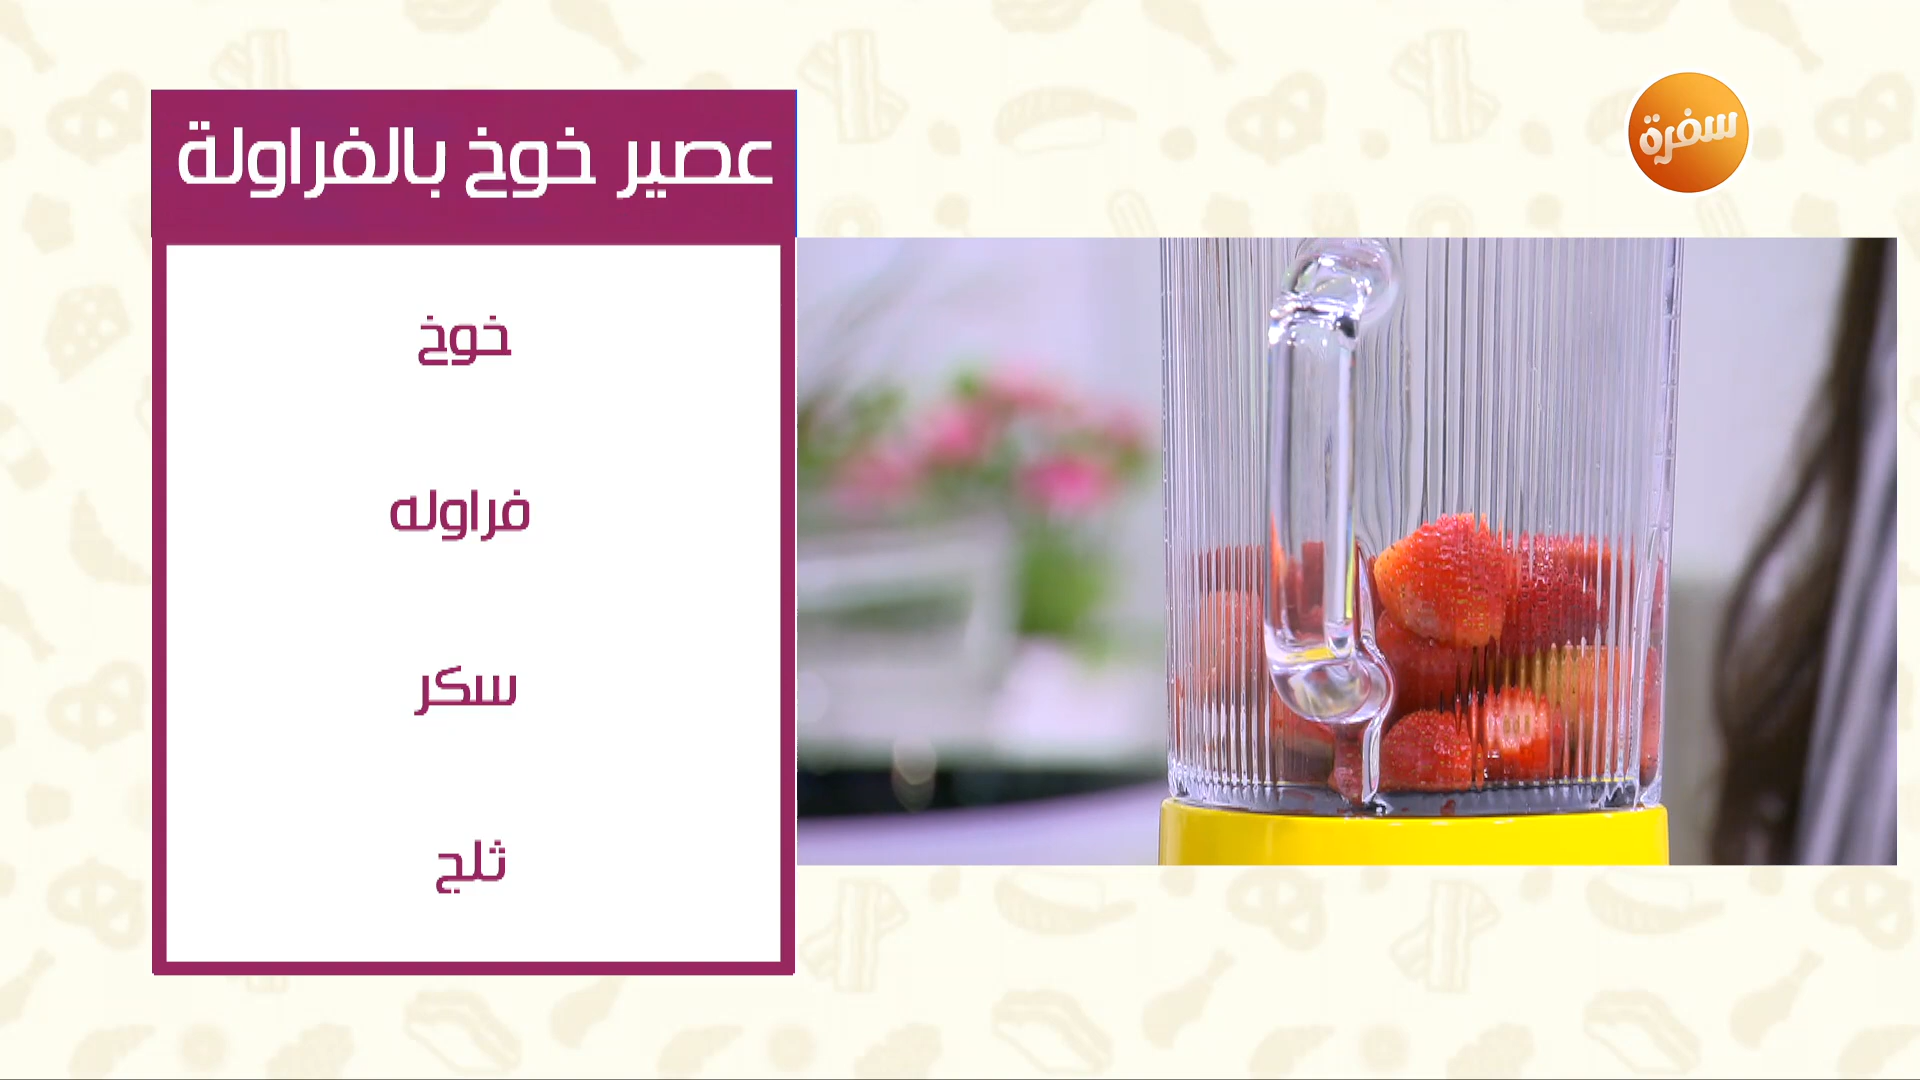 عصير خوخ بالفراولة
سفرة
خوخ
فراوله
سكر
ثلج